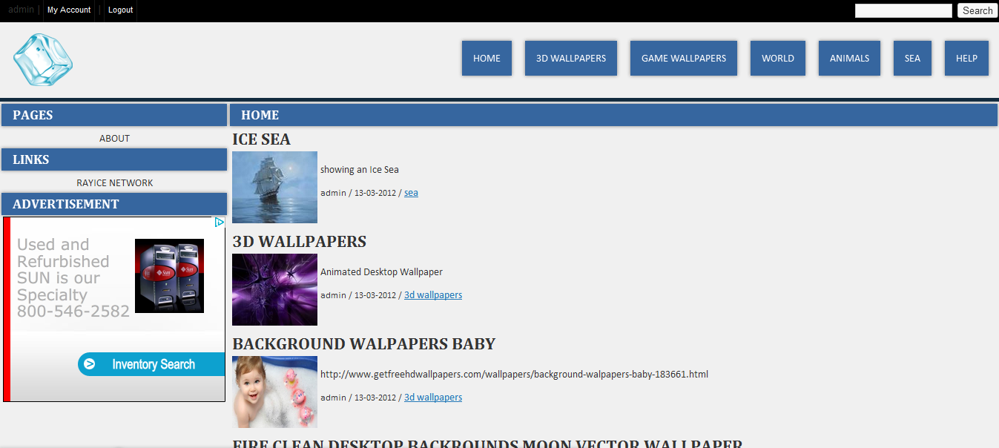 admin | My Account | Logout
Search
HOME 3D WALLPAPERS GAME WALLPAPERS WORLD ANIMALS SEA HELP
PAGES
ABOUT
LINKS
RAYICE NETWORK
ADVERTISEMENT
Used and
Refurbished
SUN is our
Specialty
800-546-2582
Sun Sun
Inventory Search
HOME
ICE SEA
showing an Ice Sea
admin / 13-03-2012 / sea
3D WALLPAPERS
Animated Desktop Wallpaper
admin / 13-03-2012 / 3d wallpapers
BACKGROUND WALPAPERS BABY
http://www.getfreehdwallpapers.com/wallpapers/background-walpapers-baby-183661.html
admin / 13-03-2012 / 3d wallpapers
FIRE CLEAN DESKTOP BACKROUNDS MOON VECTOR WALLPAPER